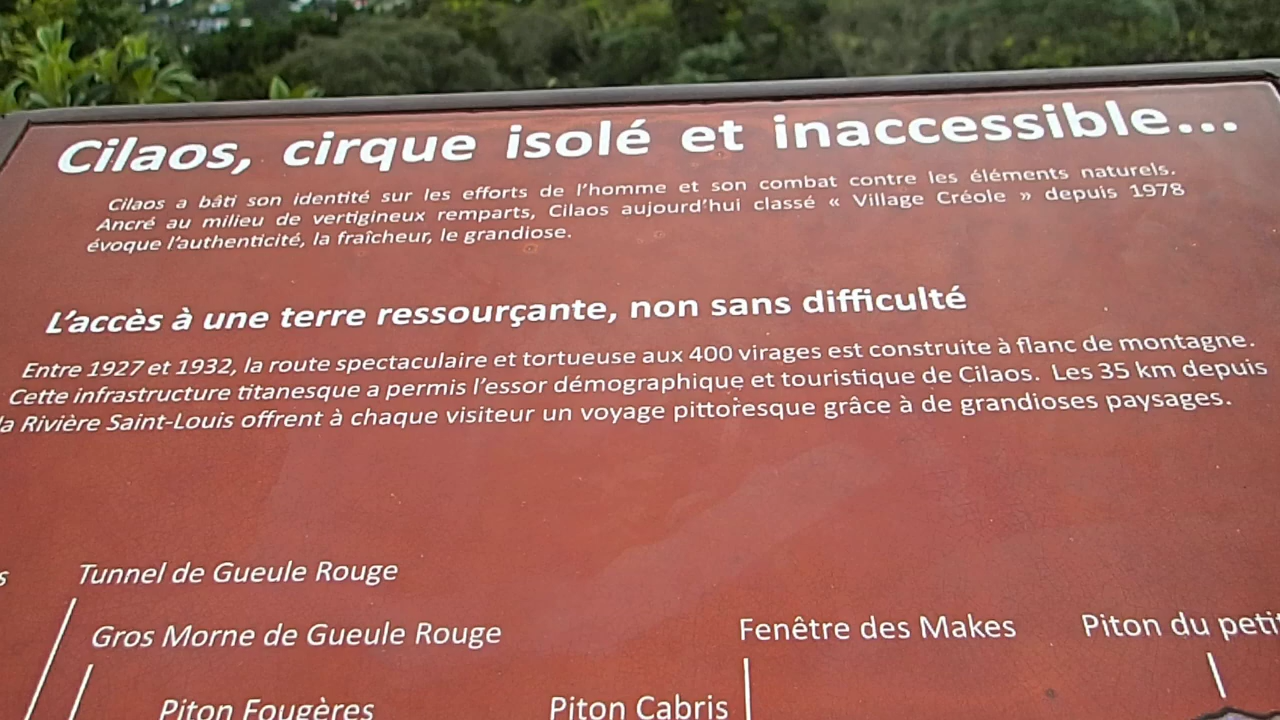 Cilaos, cirque isolé et inaccessible...
Cilaos a bâti son identité sur les efforts de l'homme et son combat contre les éléments naturels.
Ancré au milieu de vertigineux remparts, Cilaos aujourd'hui classé « Village Créole » depuis 1978
évoque l'authenticité, la fraîcheur, le grandiose.
L'accès à une terre ressourçante, non sans difficulté
Entre 1927 et 1932, la route spectaculaire et tortueuse aux 400 virages est construite à flanc de montagne.
Cette infrastructure titanesque a permis l'essor démographique et touristique de Cilaos. Les 35 km depuis
la Rivière Saint-Louis offrent à chaque visiteur un voyage pittoresque grâce à de grandioses paysages.
Tunnel de Gueule Rouge
Gros Morne de Gueule Rouge
Fenêtre des Makes
Piton du petit
Piton Fougères
Piton Cabris